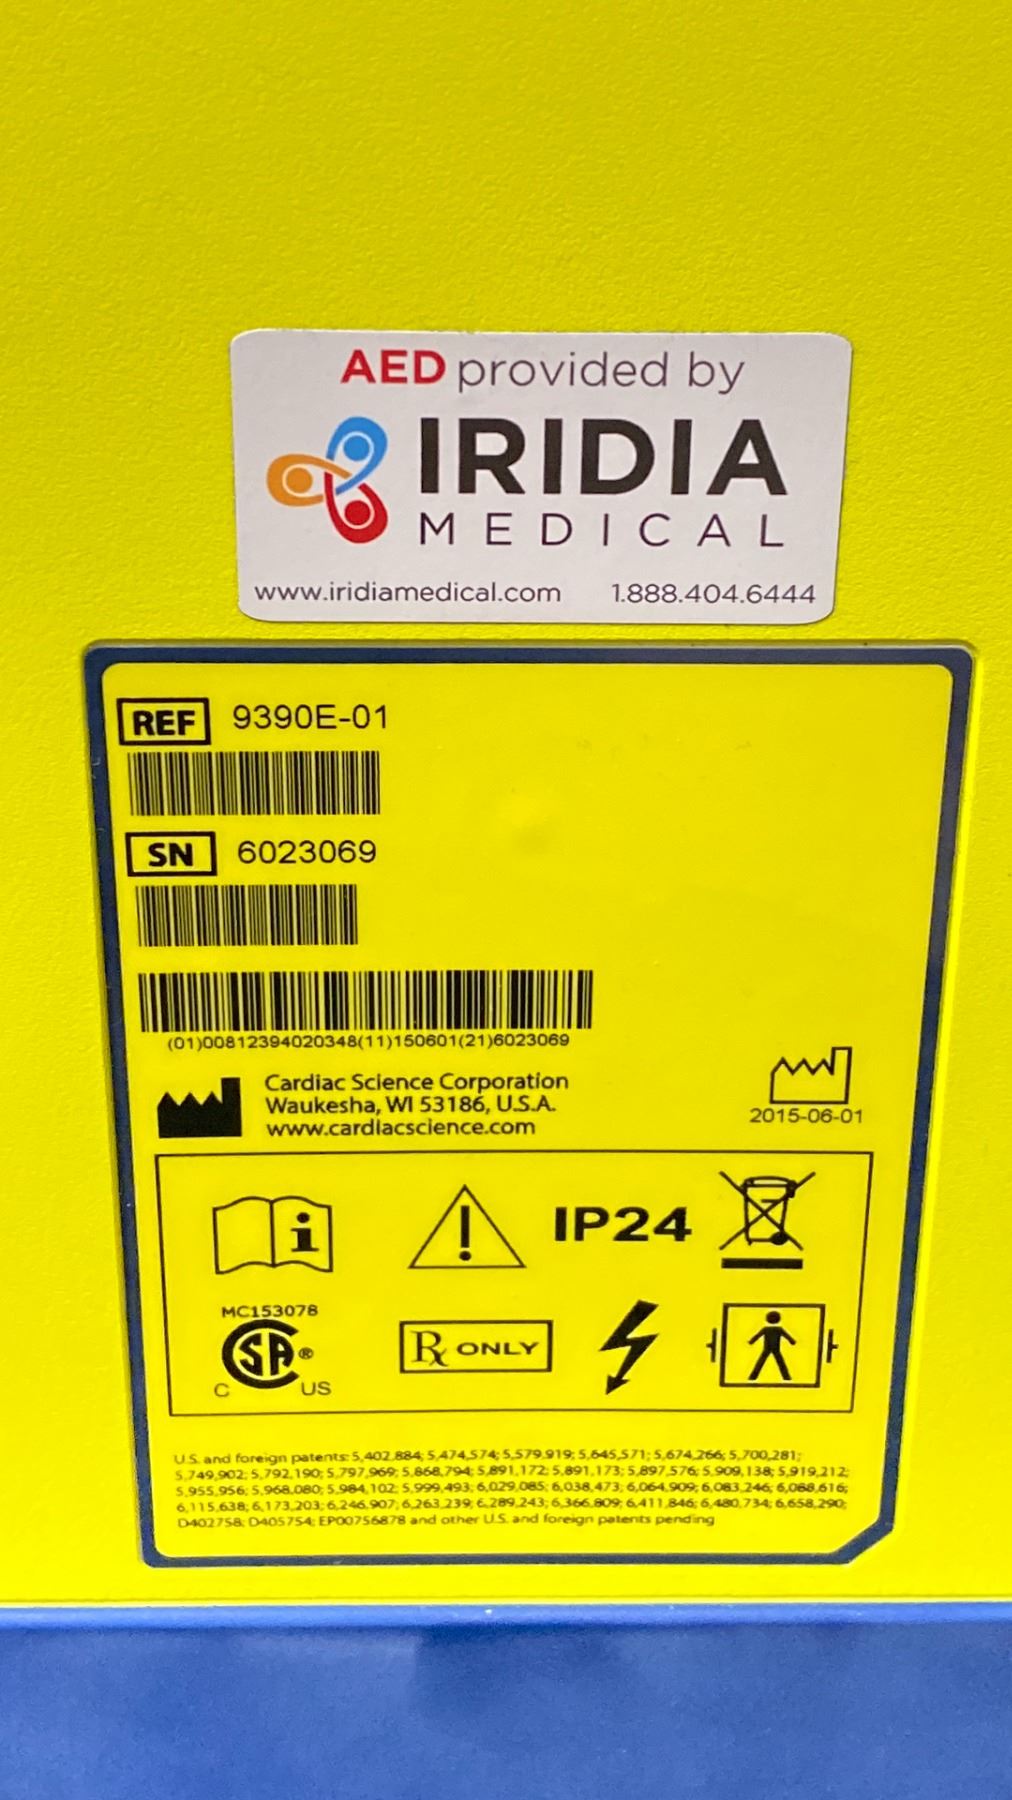 AED provided by
IRIDIA
MEDICAL
www.iridiamedical.com 1.888.404.6444
REF 9390E-01
SN 6023069
(01)00812394020348(11)150601(21)6023069
Cardiac Science Corporation
Waukesha, WI 53186, U.S.A.
www.cardiacscience.com
2015-06-01
i ! IP24
MC153078
CSA®
C US
Rx ONLY
U.S. and foreign patents: 5,402,884; 5,474,574; 5,579,919; 5,645,571; 5,674,266; 5,700,281;
5,749,902; 5,792,190; 5,797,969; 5,868,794; 5,891,172; 5,891,173; 5,897,576; 5,909,138; 5,919,212;
5,955,956; 5,968,080; 5,984,102; 5,999,493; 6,029,085; 6,038,473; 6,064,909; 6,083,246; 6,088,616;
6,115,638; 6,173,203; 6,246,907; 6,263,239; 6,289,243; 6,366,809; 6,411,846; 6,480,734; 6,658,290;
D402758; D405754; EP00756878 and other U.S. and foreign patents pending